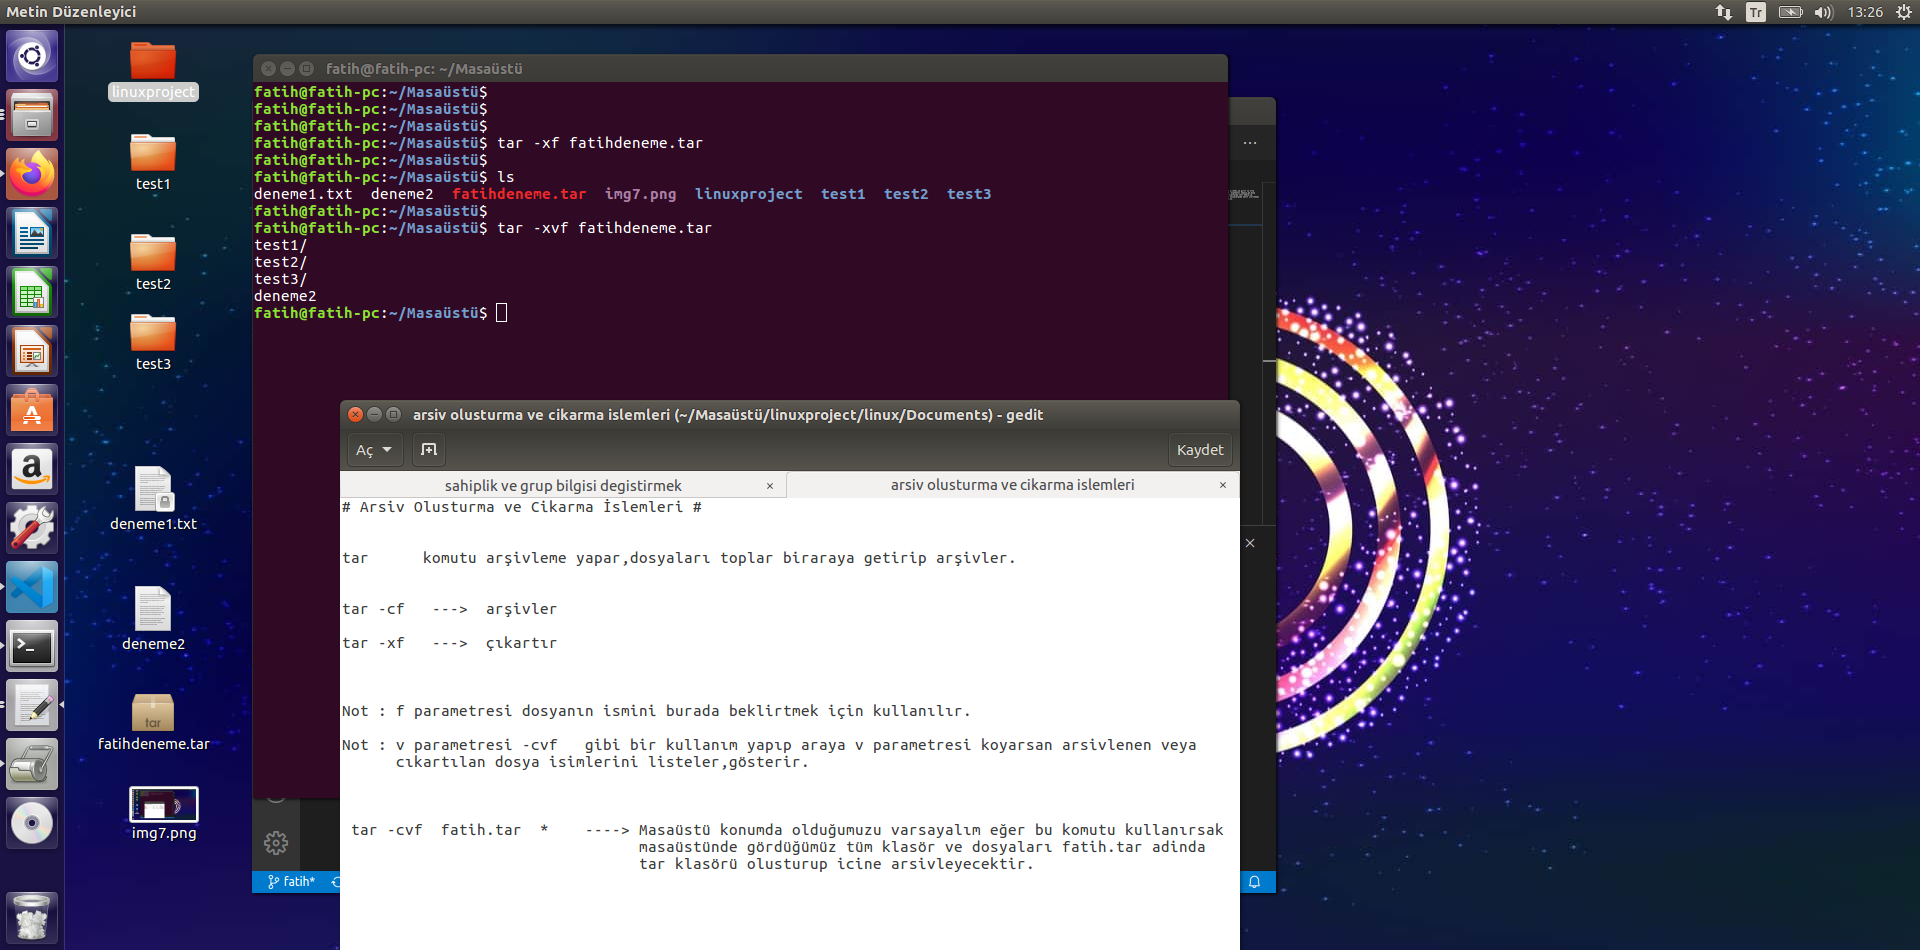 Metin Düzenleyici
Tr
13:26
linuxproject
test1
test2
test3
deneme1.txt
deneme2
tar
fatihdeneme.tar
img7.png
fatih@fatih-pc: ~/Masaüstü
fatih@fatih-pc:~/Masaüstü$
fatih@fatih-pc:~/Masaüstü$
fatih@fatih-pc:~/Masaüstü$
fatih@fatih-pc:~/Masaüstü$ tar -xf fatihdeneme.tar
fatih@fatih-pc:~/Masaüstü$
fatih@fatih-pc:~/Masaüstü$ ls
deneme1.txt deneme2 fatihdeneme.tar img7.png linuxproject test1 test2 test3
fatih@fatih-pc:~/Masaüstü$
fatih@fatih-pc:~/Masaüstü$ tar -xvf fatihdeneme.tar
test1/
test2/
test3/
deneme2
fatih@fatih-pc:~/Masaüstü$
arsiv olusturma ve cikarma islemleri (~/Masaüstü/linuxproject/linux/Documents) - gedit
Aç
Kaydet
sahiplik ve grup bilgisi degistirmek ×
arsiv olusturma ve cikarma islemleri ×
# Arsiv Olusturma ve Cikarma İslemleri #
tar komutu arşivleme yapar,dosyaları toplar biraraya getirip arşivler.
tar -cf ---> arşivler
tar -xf ---> çıkartır
Not : f parametresi dosyanın ismini burada beklirtmek için kullanılır.
Not : v parametresi -cvf gibi bir kullanım yapıp araya v parametresi koyarsan arsivlenen veya
cıkartılan dosya isimlerini listeler,gösterir.
tar -cvf fatih.tar * ----> Masaüstü konumda olduğumuzu varsayalım eğer bu komutu kullanırsak
masaüstünde gördüğümüz tüm klasör ve dosyaları fatih.tar adinda
tar klasörü olusturup icine arsivleyecektir.
fatih*